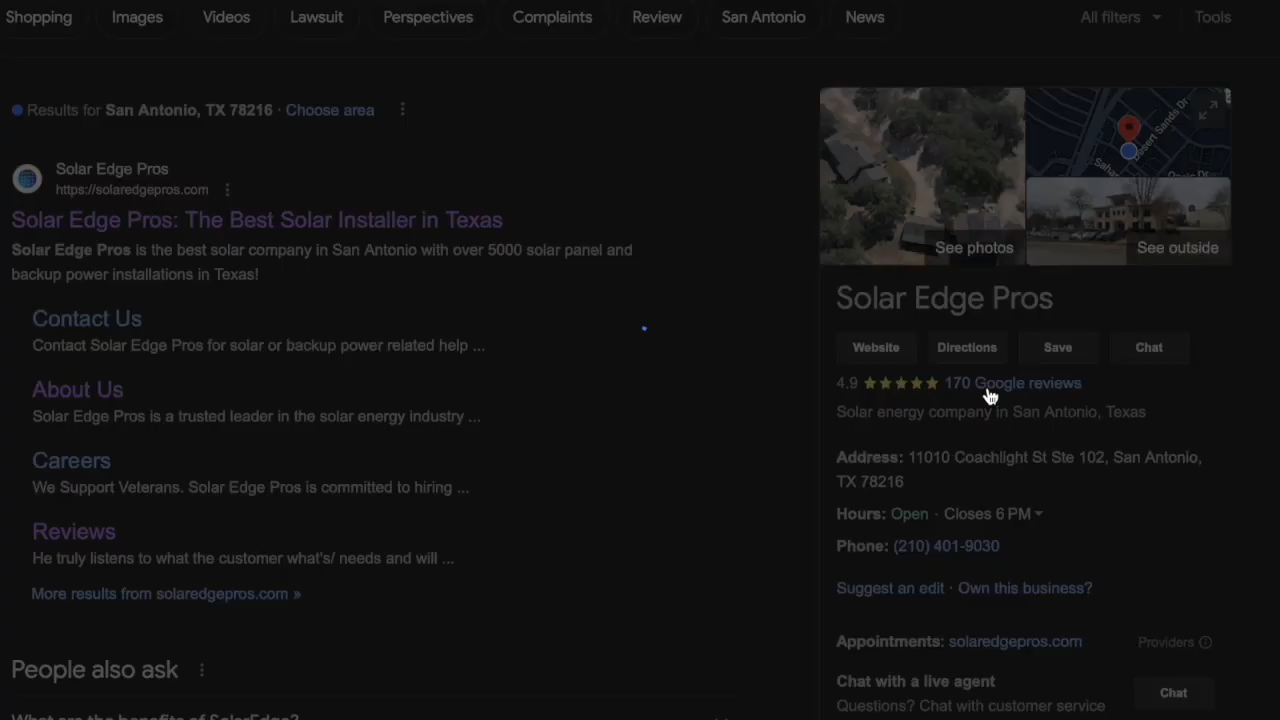 Shopping
Images
Videos
Lawsuit
Perspectives
Complaints
Review
San Antonio
News
All filters
Tools
Results for San Antonio, TX 78216 · Choose area
Solar Edge Pros
https://solaredgepros.com
Solar Edge Pros: The Best Solar Installer in Texas
Solar Edge Pros is the best solar company in San Antonio with over 5000 solar panel and
backup power installations in Texas!
Contact Us
Contact Solar Edge Pros for solar or backup power related help ...
About Us
Solar Edge Pros is a trusted leader in the solar energy industry ...
Careers
We Support Veterans. Solar Edge Pros is committed to hiring ...
Reviews
He truly listens to what the customer what's/ needs and will ...
More results from solaredgepros.com »
People also ask
What are the benefits of SolarEdge?
Desert Sands Dr
See photos
See outside
Solar Edge Pros
Website
Directions
Save
Chat
4.9 ★★★★★ 170 Google reviews
Solar energy company in San Antonio, Texas
Address: 11010 Coachlight St Ste 102, San Antonio,
TX 78216
Hours: Open · Closes 6 PM
Phone: (210) 401-9030
Suggest an edit · Own this business?
Appointments: solaredgepros.com
Providers
Chat with a live agent
Questions? Chat with customer service
Chat